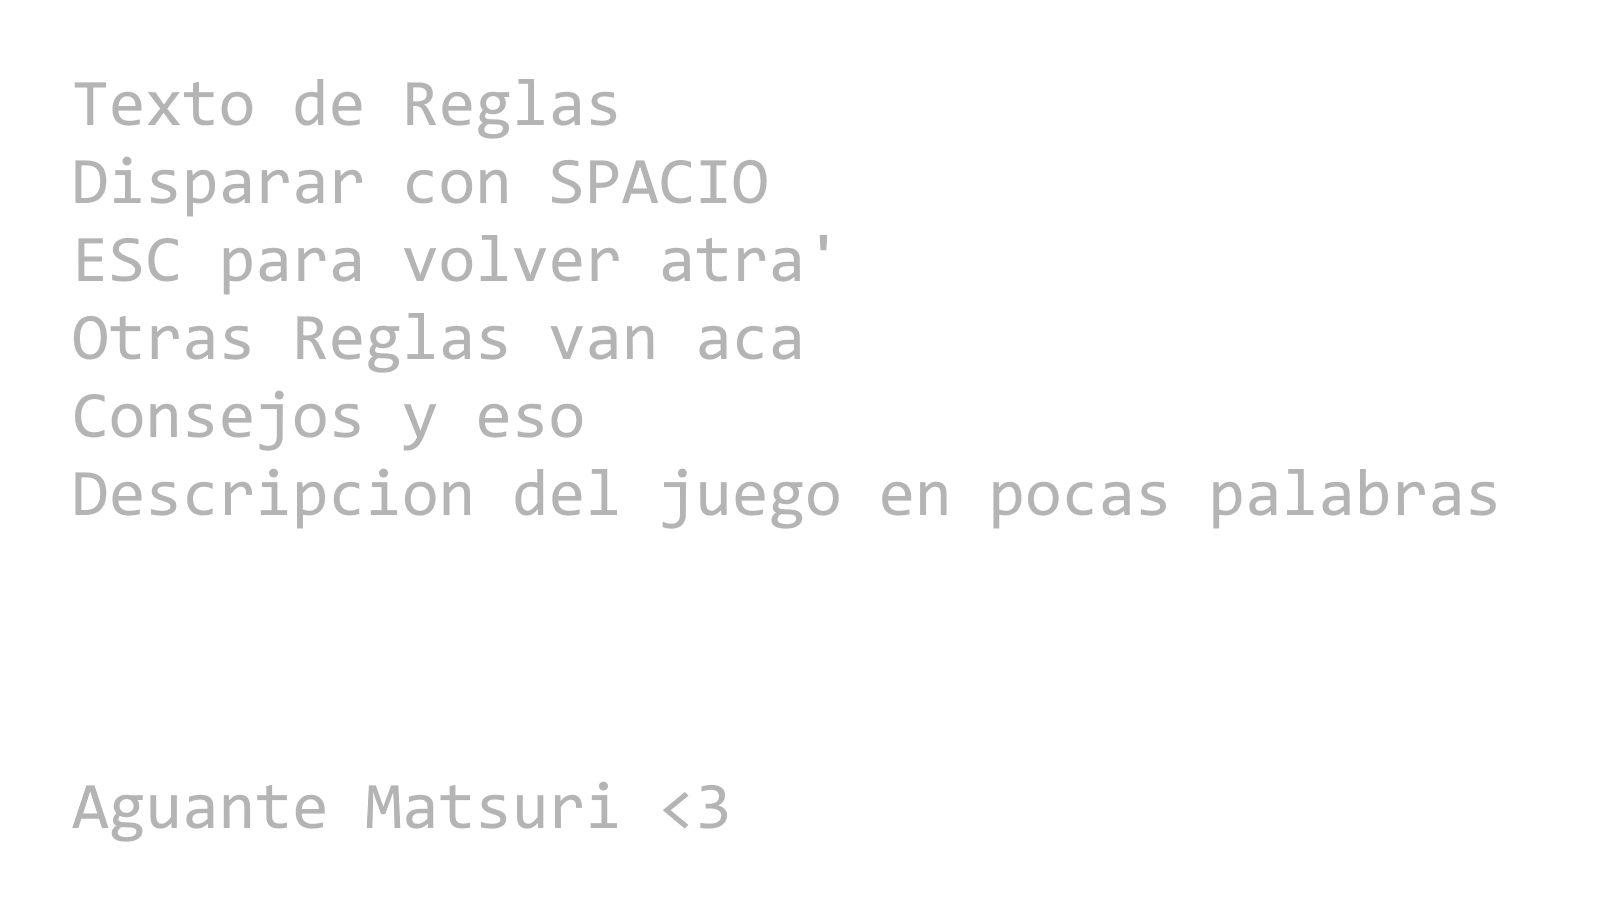 Texto de Reglas
Disparar con SPACIO
ESC para volver atra'
Otras Reglas van aca
Consejos y eso
Descripcion del juego en pocas palabras
Aguante Matsuri <3